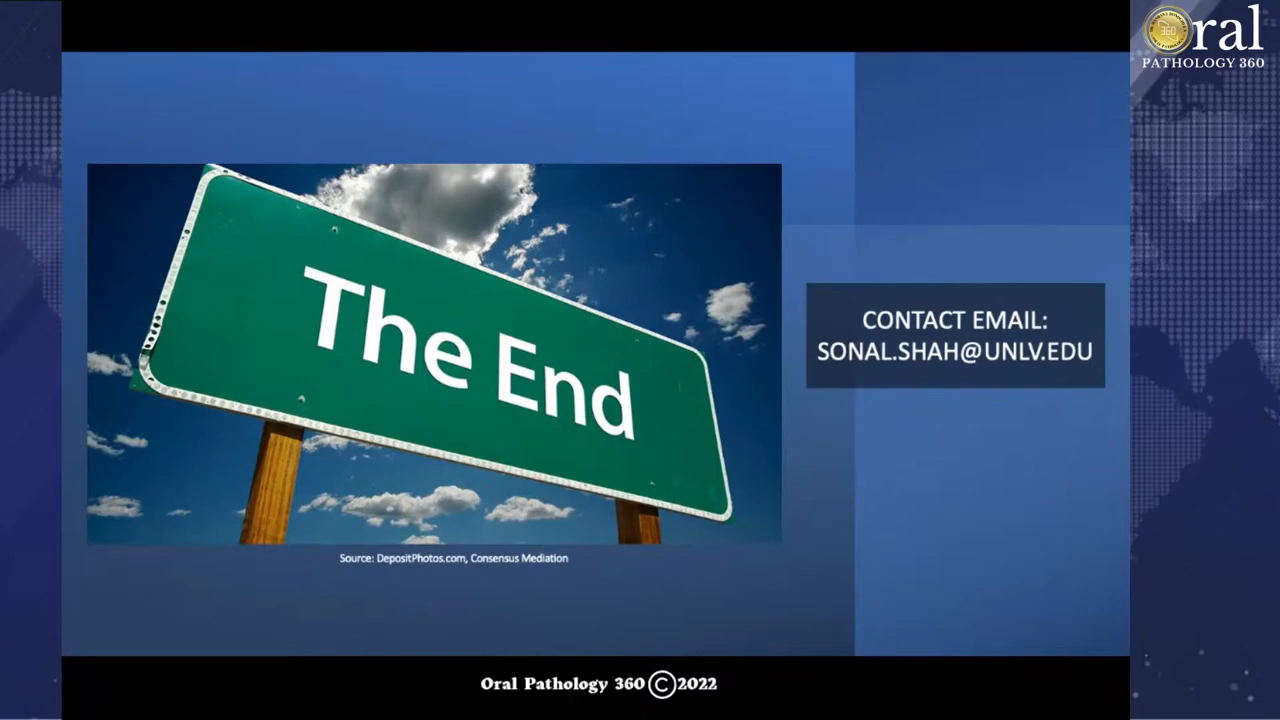 Oral
PATHOLOGY 360
The End
CONTACT EMAIL:
SONAL.SHAH@UNLV.EDU
Source: DepositPhotos.com, Consensus Mediation
Oral Pathology 360 © 2022